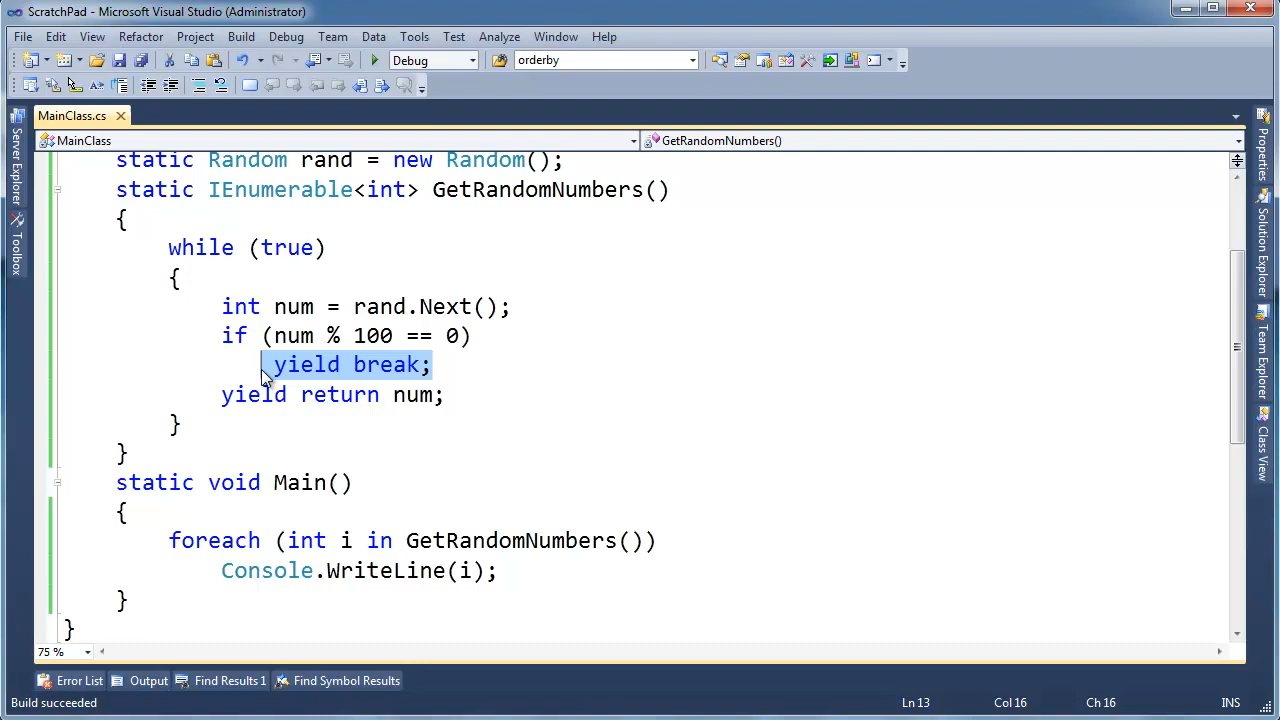 ScratchPad - Microsoft Visual Studio (Administrator)
File Edit View Refactor Project Build Debug Team Data Tools Test Analyze Window Help
Debug orderby
MainClass.cs
MainClass GetRandomNumbers()
static Random rand = new Random();
static IEnumerable<int> GetRandomNumbers()
{
while (true)
{
int num = rand.Next();
if (num % 100 == 0)
yield break;
yield return num;
}
}
static void Main()
{
foreach (int i in GetRandomNumbers())
Console.WriteLine(i);
}
}
75 %
Error List Output Find Results 1 Find Symbol Results
Build succeeded Ln 13 Col 16 Ch 16 INS
Server Explorer
Toolbox
Properties
Solution Explorer
Team Explorer
Class View